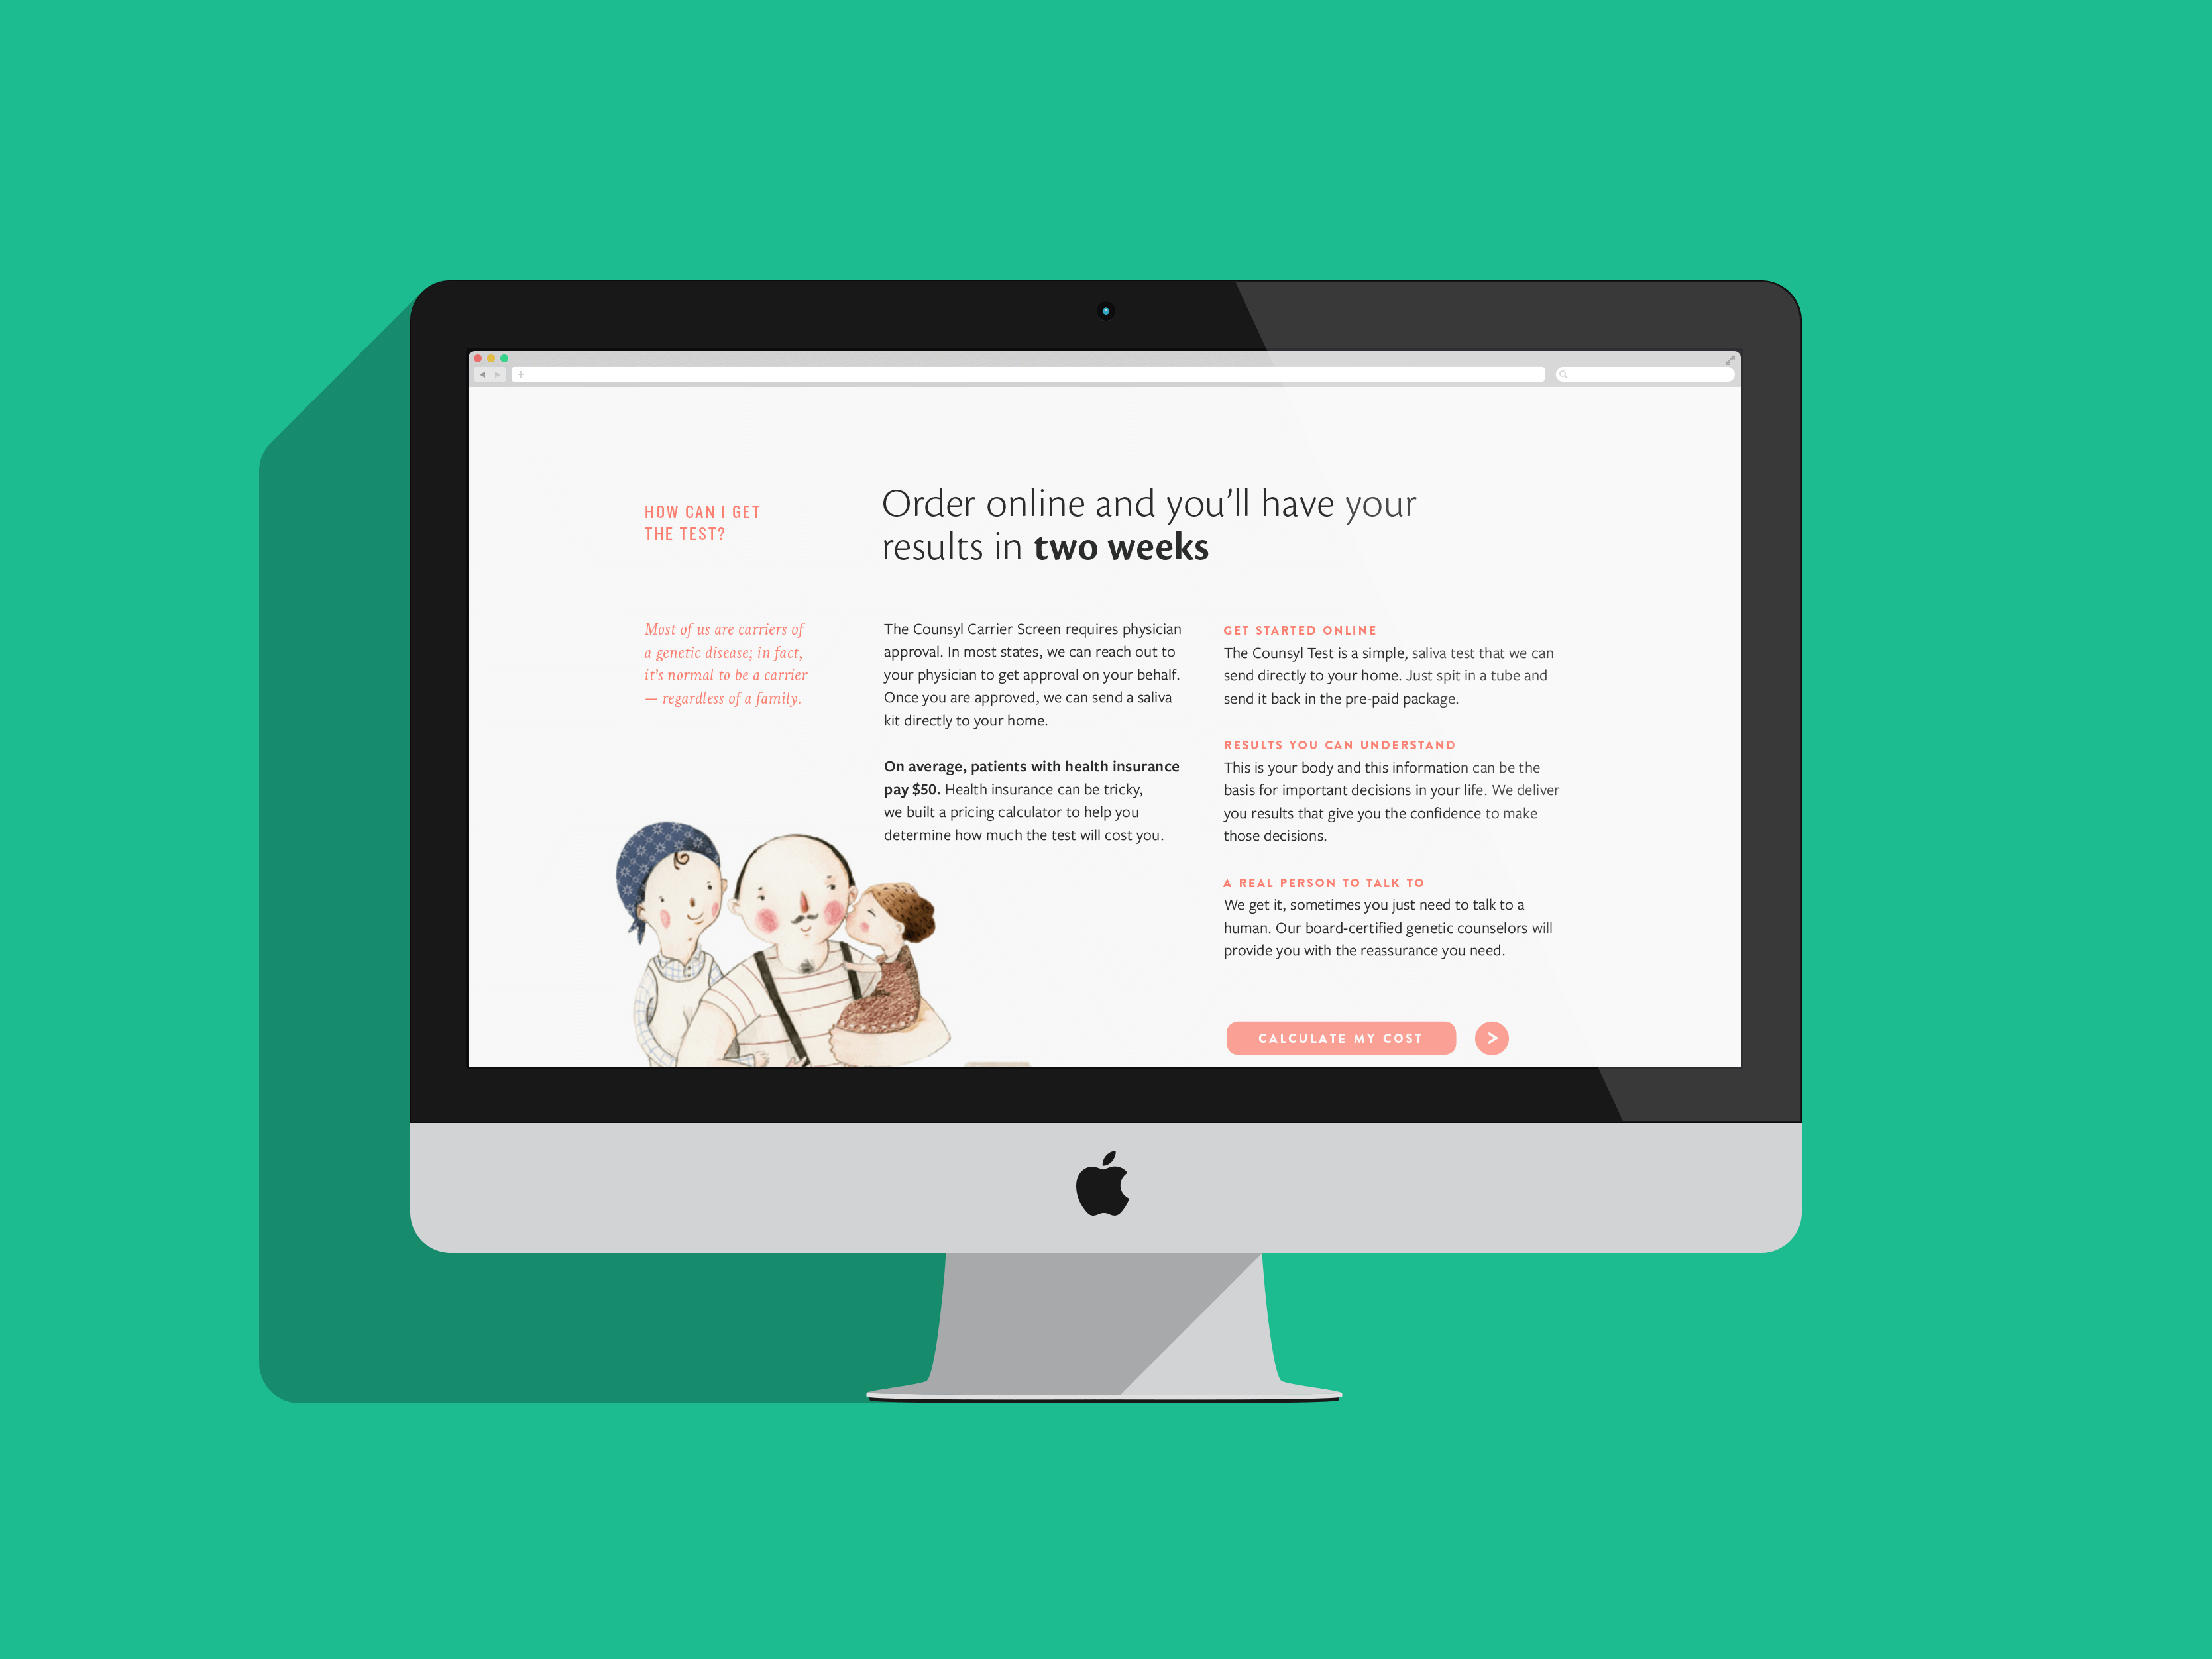 HOW CAN I GET
THE TEST?
Order online and you’ll have your
results in two weeks
Most of us are carriers of
a genetic disease; in fact,
it’s normal to be a carrier
— regardless of a family.
The Counsyl Carrier Screen requires physician
approval. In most states, we can reach out to
your physician to get approval on your behalf.
Once you are approved, we can send a saliva
kit directly to your home.
On average, patients with health insurance
pay $50. Health insurance can be tricky,
we built a pricing calculator to help you
determine how much the test will cost you.
GET STARTED ONLINE
The Counsyl Test is a simple, saliva test that we can
send directly to your home. Just spit in a tube and
send it back in the pre-paid package.
RESULTS YOU CAN UNDERSTAND
This is your body and this information can be the
basis for important decisions in your life. We deliver
you results that give you the confidence to make
those decisions.
A REAL PERSON TO TALK TO
We get it, sometimes you just need to talk to a
human. Our board-certified genetic counselors will
provide you with the reassurance you need.
CALCULATE MY COST >